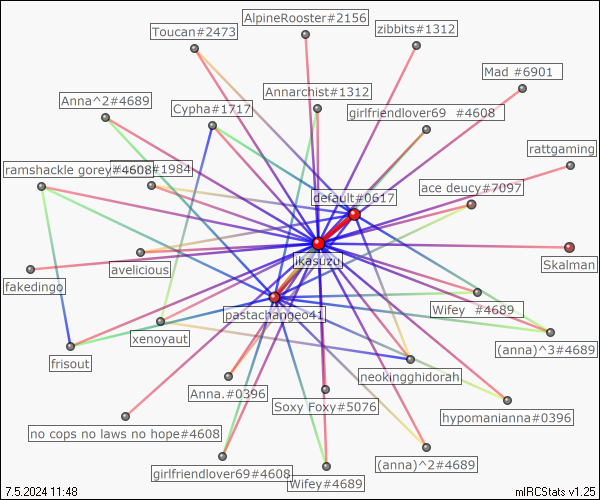 AlpineRooster#2156
Toucan#2473
zibbits#1312
Mad #6901
Anna^2#4689
Annarchist#1312
Cypha#1717
girlfriendlover69 #4608
rattgaming
ramshackle gorey#4608
#1984
default#0617
ace deucy#7097
likasuzu
Skalman
avelicious
fakedingo
pastachangeo41
Wifey #4689
xenoyaut
(anna)^3#4689
frisout
neokingghidorah
Anna.#0396
Soxy Foxy#5076
hypomanianna#0396
no cops no laws no hope#4608
(anna)^2#4689
girlfriendlover69#4608
Wifey#4689
7.5.2024 11:48
mIRCStats v1.25